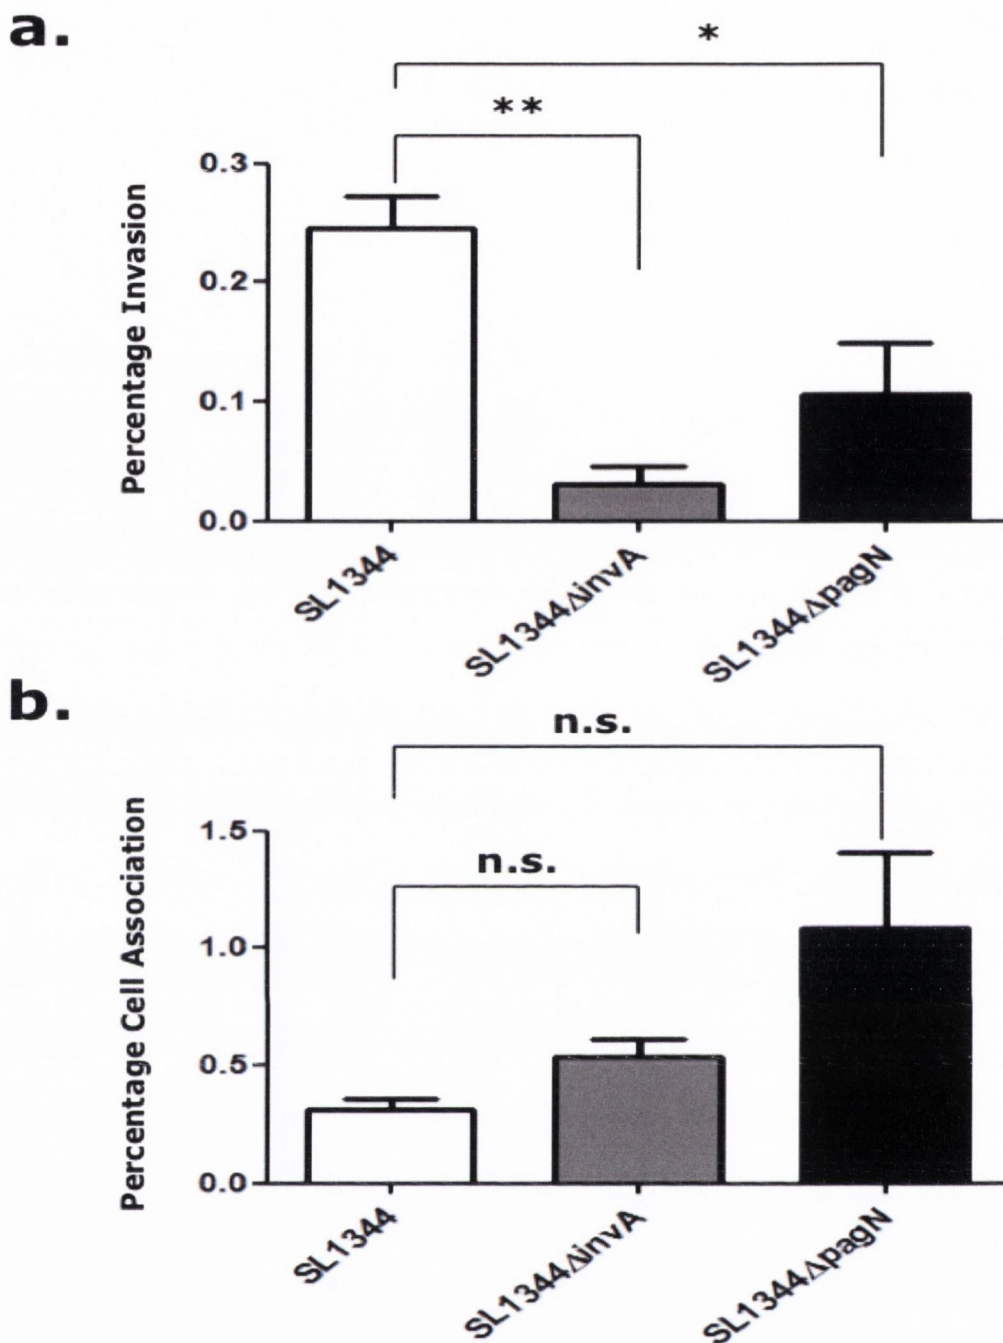 a.
*
**
Percentage Invasion
0.3
0.2
0.1
0.0
SL1344
SL1344ΔinvA
SL1344ΔpagN
b.
n.s.
n.s.
Percentage Cell Association
1.5
1.0
0.5
0.0
SL1344
SL1344ΔinvA
SL1344ΔpagN